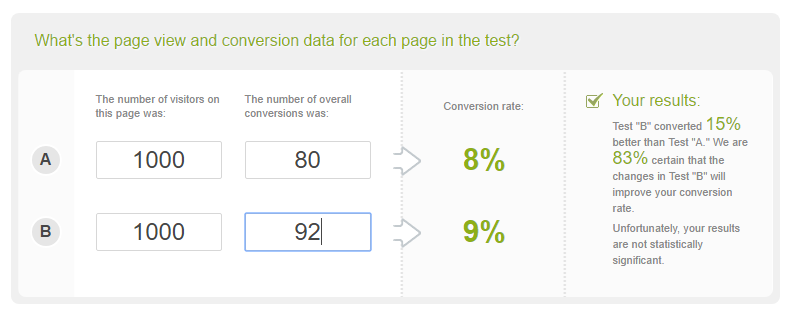 What's the page view and conversion data for each page in the test?
The number of visitors on
this page was:
The number of overall
conversions was:
Conversion rate:
A
1000
80
8%
B
1000
92
9%
Your results:
Test "B" converted 15%
better than Test "A." We are
83% certain that the
changes in Test "B" will
improve your conversion
rate.
Unfortunately, your results
are not statistically
significant.